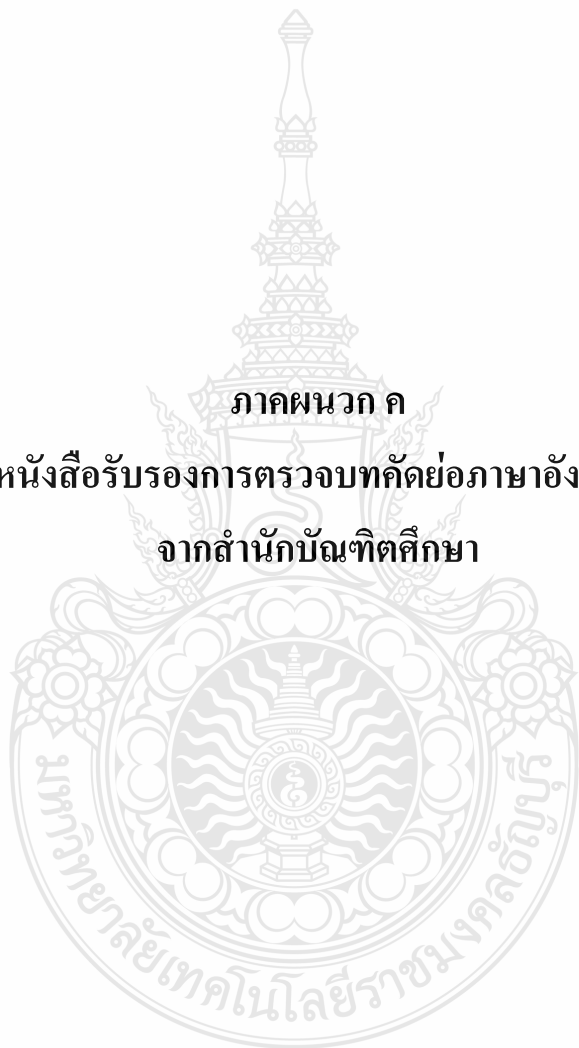 ภาคผนวก ค
หนังสือรับรองการตรวจบทคัดย่อภาษาอัง
จากสำนักบัณฑิตศึกษา
มหาวิทยาลัยเทคโนโลยีราชมงคลธัญบุรี